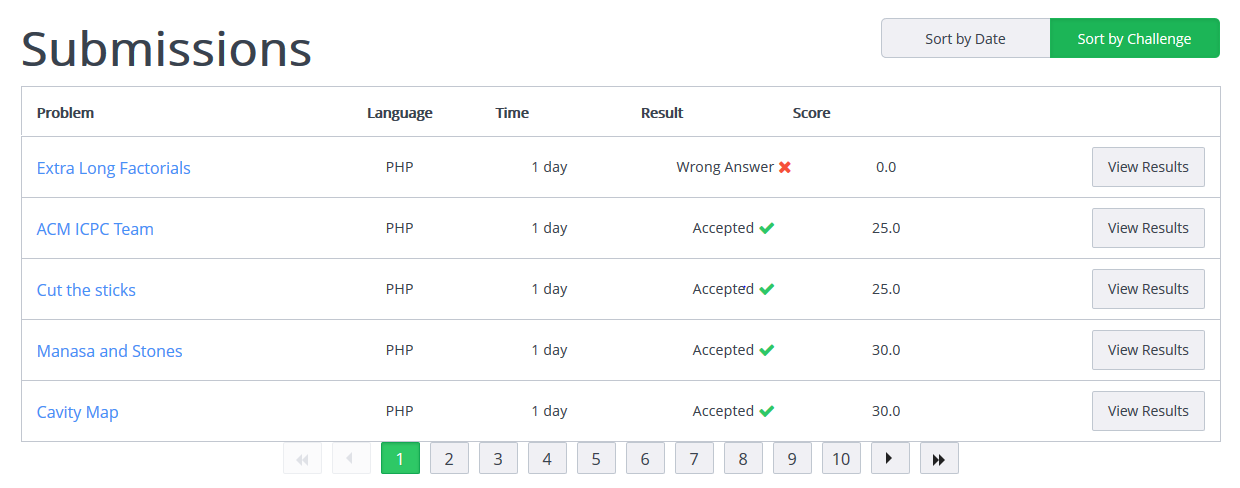 Submissions
Sort by Date Sort by Challenge
Problem Language Time Result Score
Extra Long Factorials PHP 1 day Wrong Answer 0.0 View Results
ACM ICPC Team PHP 1 day Accepted 25.0 View Results
Cut the sticks PHP 1 day Accepted 25.0 View Results
Manasa and Stones PHP 1 day Accepted 30.0 View Results
Cavity Map PHP 1 day Accepted 30.0 View Results
1 2 3 4 5 6 7 8 9 10